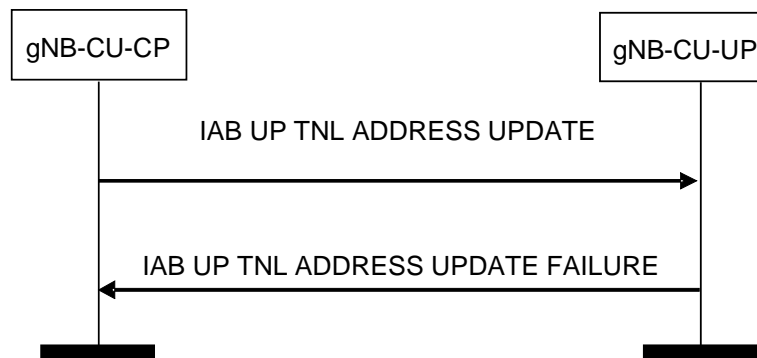 gNB-CU-CP
gNB-CU-UP
IAB UP TNL ADDRESS UPDATE
IAB UP TNL ADDRESS UPDATE FAILURE